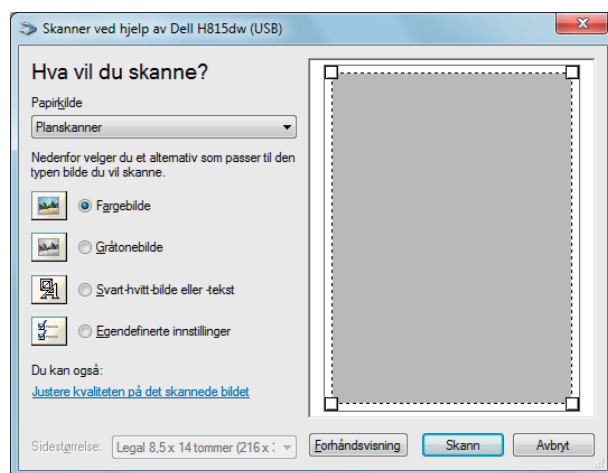 Skanner ved hjelp av Dell H815dw (USB)
Hva vil du skanne?
Papirkilde
Planskanner
Nedenfor velger du et alternativ som passer til den
typen bilde du vil skanne.
Fargebilde
Gråtonebilde
Svart-hvitt-bilde eller -tekst
Egendefinerte innstillinger
Du kan også:
Justere kvaliteten på det skannede bildet
Sidestørrelse: Legal 8,5 x 14 tommer (216 x
Forhåndsvisning Skann Avbryt